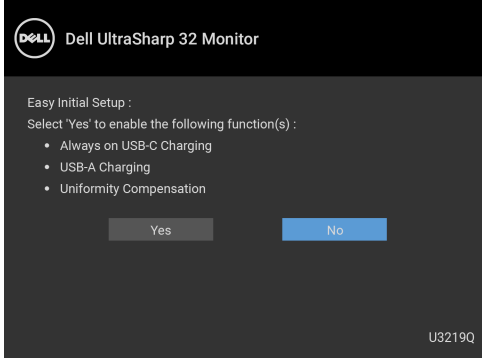 DELL
Dell UltraSharp 32 Monitor
Easy Initial Setup :
Select 'Yes' to enable the following function(s) :
• Always on USB-C Charging
• USB-A Charging
• Uniformity Compensation
Yes
No
U3219Q